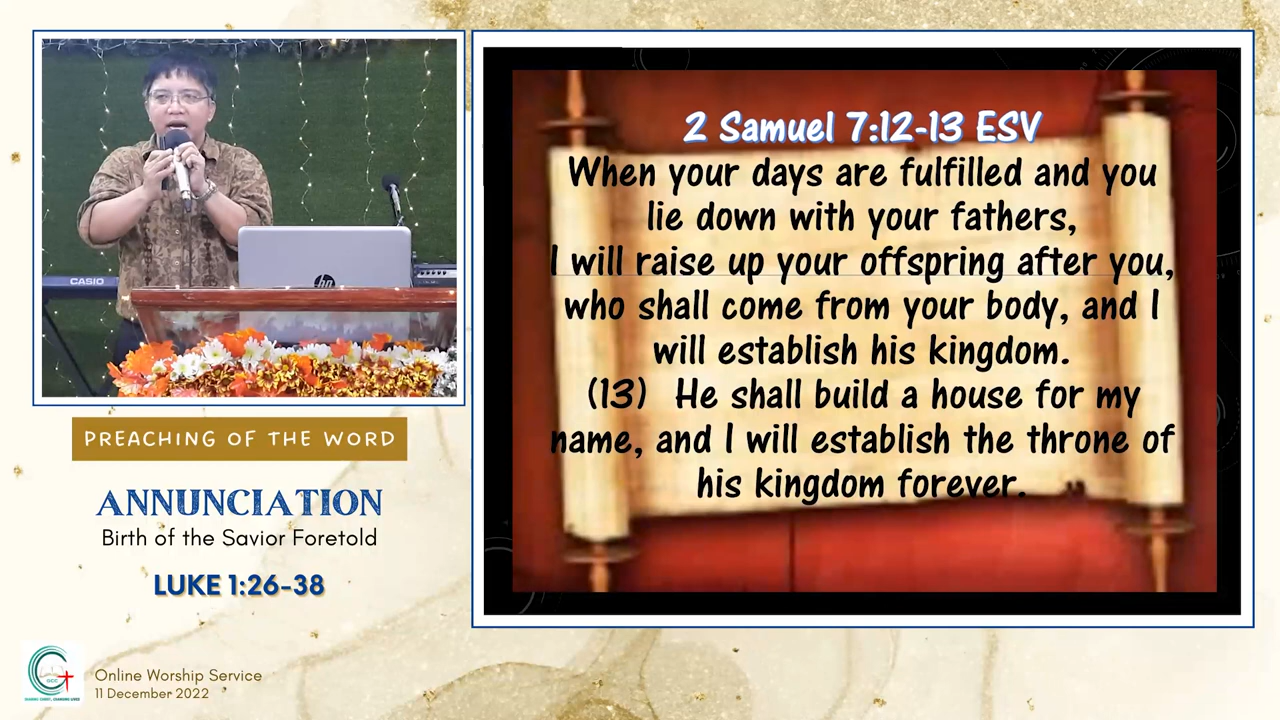 2 Samuel 7:12-13 ESV
When your days are fulfilled and you
lie down with your fathers,
I will raise up your offspring after you,
who shall come from your body, and I
will establish his kingdom.
(13) He shall build a house for my
name, and I will establish the throne of
his kingdom forever.
CASIO
hp
PREACHING OF THE WORD
ANNUNCIATION
Birth of the Savior Foretold
LUKE 1:26-38
GCC
Online Worship Service
11 December 2022